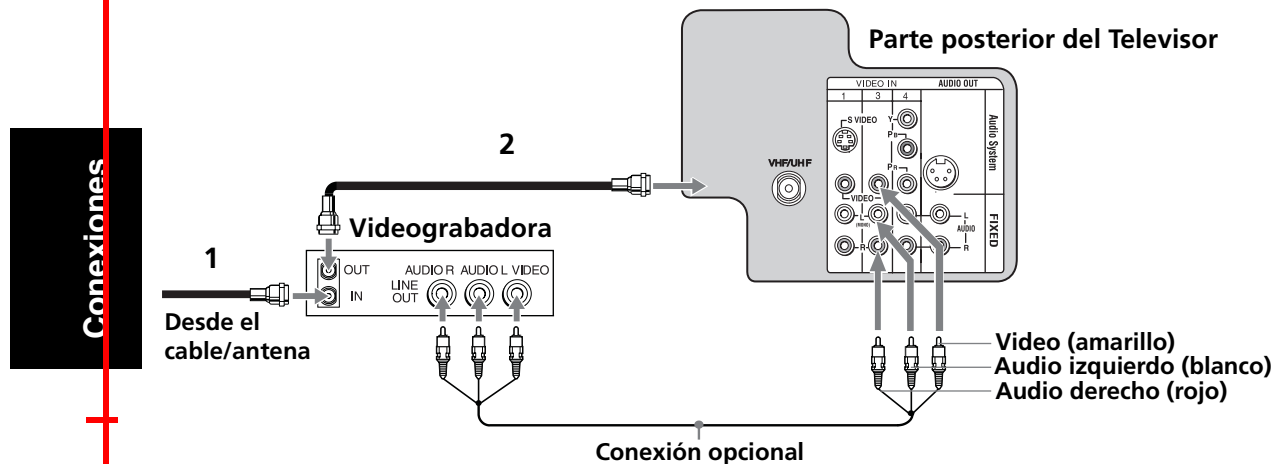 Conexiones
Parte posterior del Televisor
VIDEO IN
AUDIO OUT
1 3 4
S VIDEO
Y
PB
PR
VIDEO
L
(MONO)
R
L
AUDIO
R
Audio System
FIXED
VHF/UHF
2
Videograbadora
1
OUT
IN
AUDIO R AUDIO L VIDEO
LINE
OUT
Desde el
cable/antena
Video (amarillo)
Audio izquierdo (blanco)
Audio derecho (rojo)
Conexión opcional